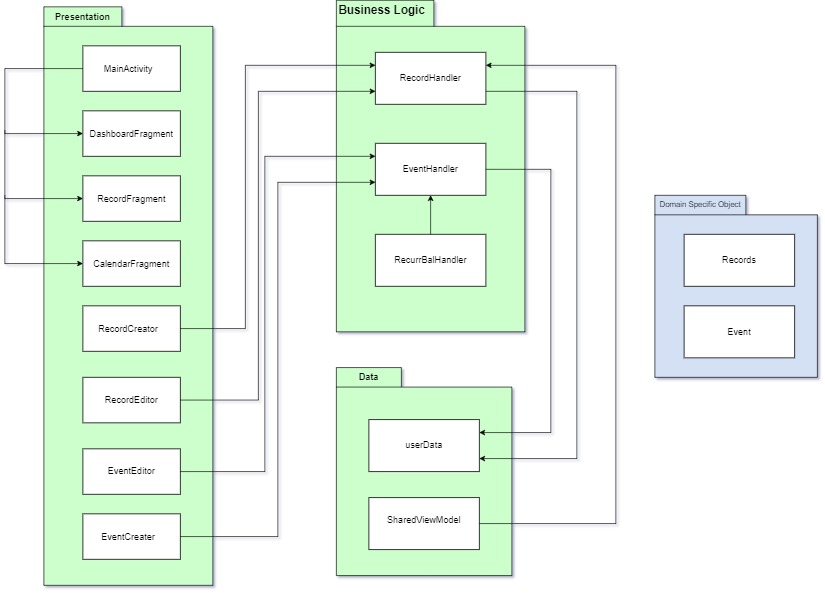 Presentation
MainActivity
DashboardFragment
RecordFragment
CalendarFragment
RecordCreator
RecordEditor
EventEditor
EventCreater
Business Logic
RecordHandler
EventHandler
RecurrBalHandler
Data
userData
SharedViewModel
Domain Specific Object
Records
Event